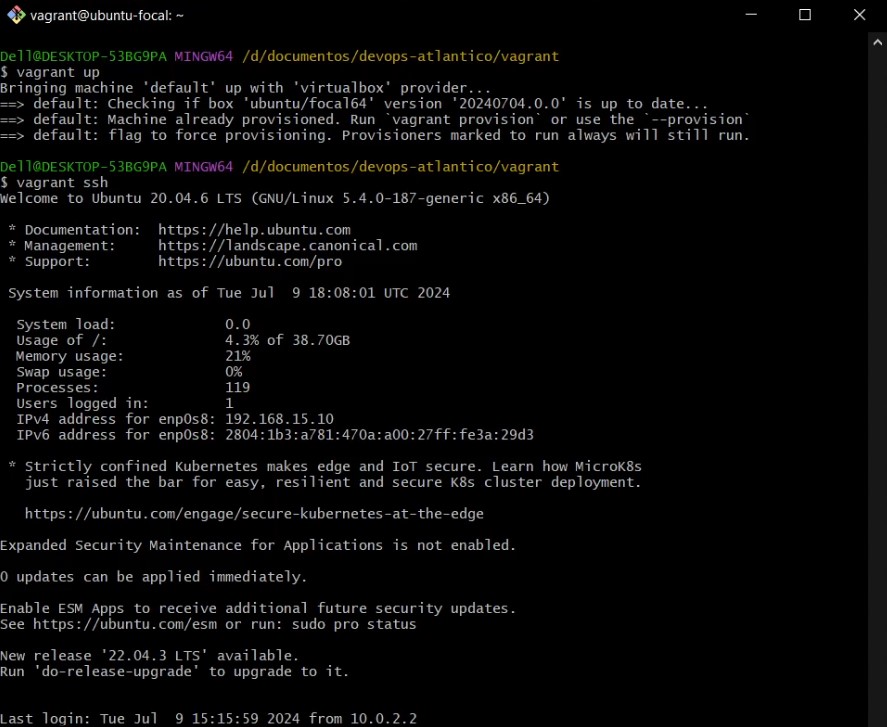 vagrant@ubuntu-focal: ~
Dell@DESKTOP-53BG9PA MINGW64 /d/documentos/devops-atlantico/vagrant
$ vagrant up
Bringing machine 'default' up with 'virtualbox' provider...
==> default: Checking if box 'ubuntu/focal64' version '20240704.0.0' is up to date...
==> default: Machine already provisioned. Run `vagrant provision` or use the `--provision`
==> default: flag to force provisioning. Provisioners marked to run always will still run.
Dell@DESKTOP-53BG9PA MINGW64 /d/documentos/devops-atlantico/vagrant
$ vagrant ssh
Welcome to Ubuntu 20.04.6 LTS (GNU/Linux 5.4.0-187-generic x86_64)
* Documentation:  https://help.ubuntu.com
* Management:     https://landscape.canonical.com
* Support:        https://ubuntu.com/pro
System information as of Tue Jul  9 18:08:01 UTC 2024
System load:             0.0
Usage of /:              4.3% of 38.70GB
Memory usage:            21%
Swap usage:              0%
Processes:               119
Users logged in:         1
IPv4 address for enp0s8: 192.168.15.10
IPv6 address for enp0s8: 2804:1b3:a781:470a:a00:27ff:fe3a:29d3
* Strictly confined Kubernetes makes edge and IoT secure. Learn how MicroK8s
just raised the bar for easy, resilient and secure K8s cluster deployment.
https://ubuntu.com/engage/secure-kubernetes-at-the-edge
Expanded Security Maintenance for Applications is not enabled.
0 updates can be applied immediately.
Enable ESM Apps to receive additional future security updates.
See https://ubuntu.com/esm or run: sudo pro status
New release '22.04.3 LTS' available.
Run 'do-release-upgrade' to upgrade to it.
Last login: Tue Jul  9 15:15:59 2024 from 10.0.2.2